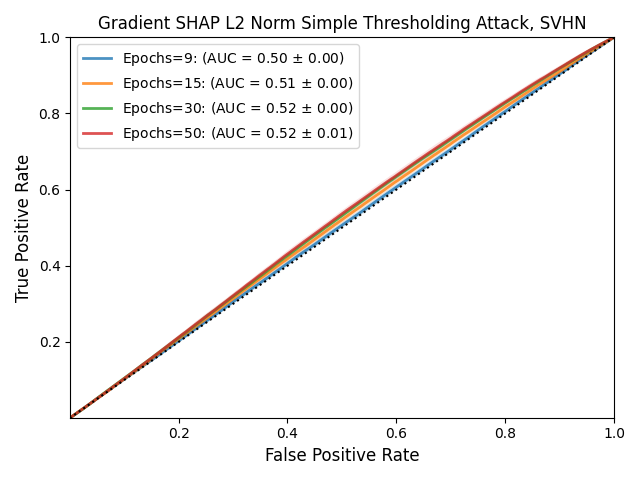 Gradient SHAP L2 Norm Simple Thresholding Attack, SVHN
Epochs=9: (AUC = 0.50 ± 0.00)
Epochs=15: (AUC = 0.51 ± 0.00)
Epochs=30: (AUC = 0.52 ± 0.00)
Epochs=50: (AUC = 0.52 ± 0.01)
True Positive Rate
1.0
0.8
0.6
0.4
0.2
0.2 0.4 0.6 0.8 1.0
False Positive Rate